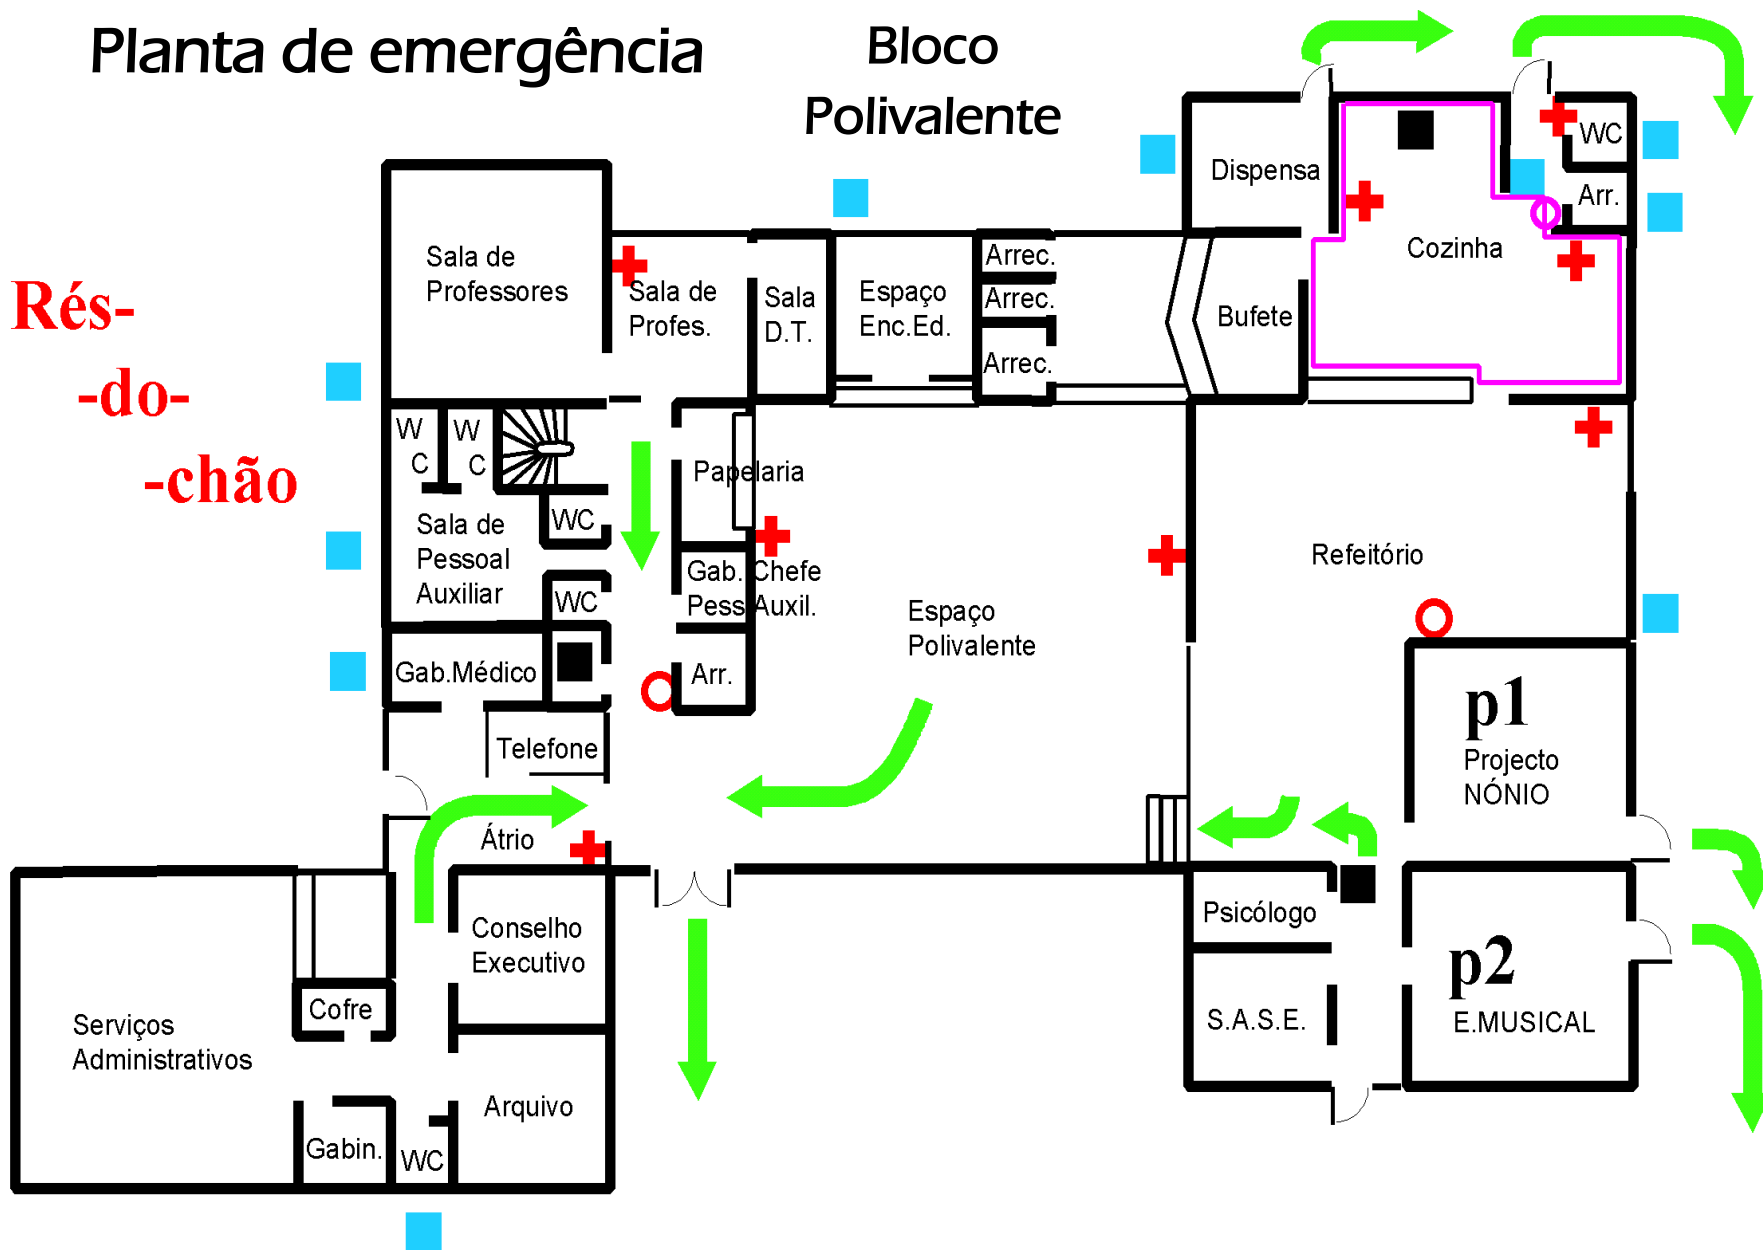 Planta de emergência
Bloco
Polivalente
Rés-
-do-
-chão
Sala de
Professores
Sala de
Profes.
Sala
D.T.
Espaço
Enc.Ed.
Arrec.
Arrec.
Arrec.
Dispensa
Bufete
Cozinha
WC
Arr.
W
C
W
C
Papelaria
Sala de
Pessoal
Auxiliar
WC
WC
Gab. Chefe
Pess.Auxil.
Arr.
Gab.Médico
Telefone
Átrio
Espaço
Polivalente
Refeitório
p1
Projecto
NÓNIO
Psicólogo
S.A.S.E.
p2
E.MUSICAL
Conselho
Executivo
Cofre
Serviços
Administrativos
Arquivo
Gabin.
WC